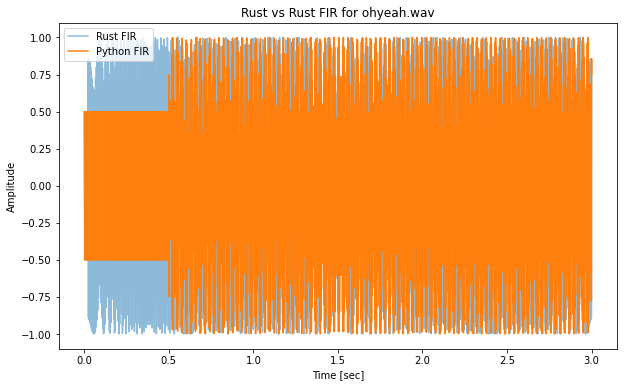 Rust vs Rust FIR for ohyeah.wav
Rust FIR
Python FIR
1.00
0.75
0.50
0.25
0.00
−0.25
−0.50
−0.75
−1.00
Amplitude
0.0 0.5 1.0 1.5 2.0 2.5 3.0
Time [sec]